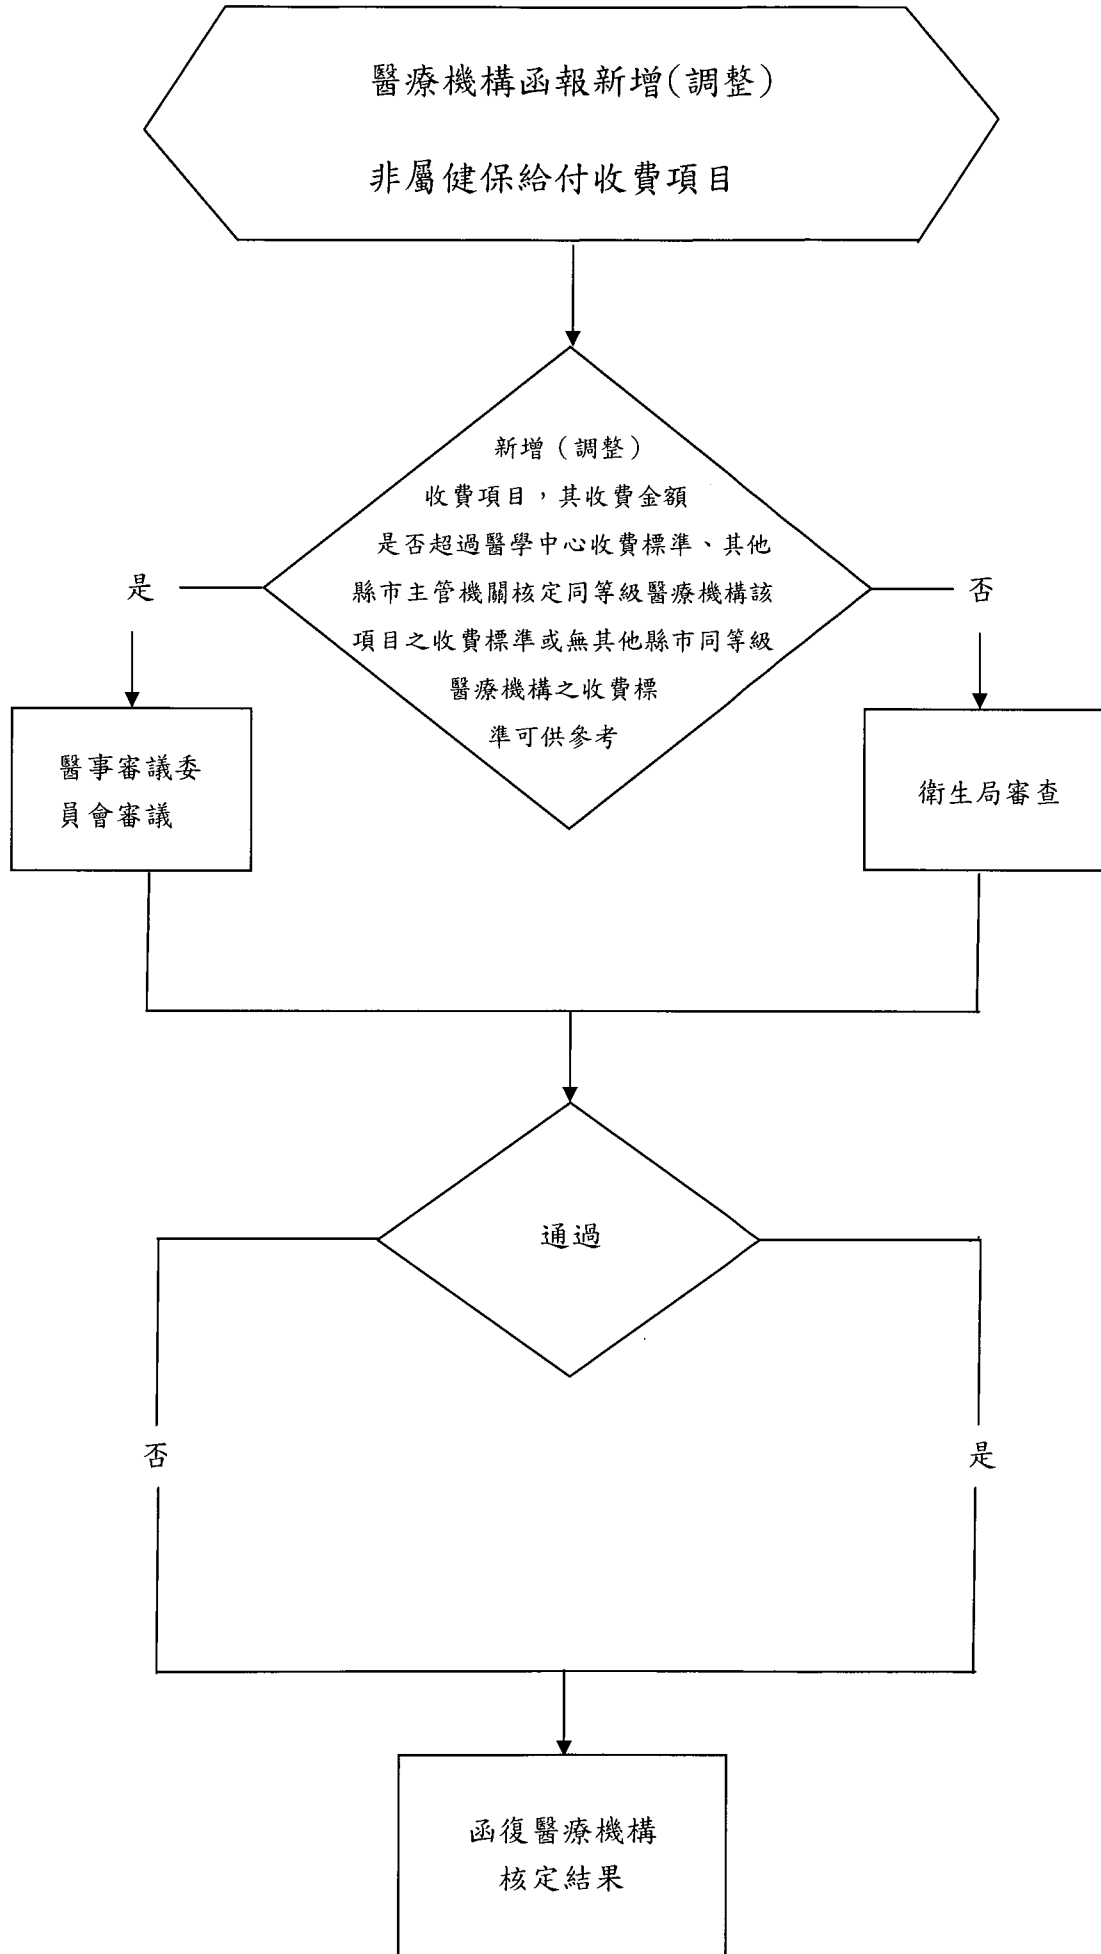 醫療機構函報新增(調整)
非屬健保給付收費項目
新增（調整）
收費項目，其收費金額
是否超過醫學中心收費標準、其他
縣市主管機關核定同等級醫療機構該
項目之收費標準或無其他縣市同等級
醫療機構之收費標
準可供參考
是
否
醫事審議委
員會審議
衛生局審查
通過
否
是
函復醫療機構
核定結果